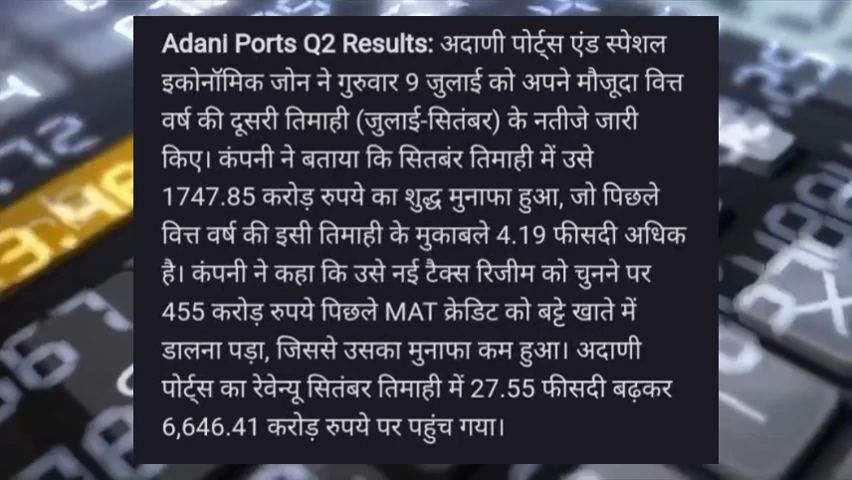 Adani Ports Q2 Results: अदाणी पोर्ट्स एंड स्पेशल
इकोनॉमिक जोन ने गुरुवार 9 जुलाई को अपने मौजूदा वित्त
वर्ष की दूसरी तिमाही (जुलाई-सितंबर) के नतीजे जारी
किए। कंपनी ने बताया कि सितबंर तिमाही में उसे
1747.85 करोड़ रुपये का शुद्ध मुनाफा हुआ, जो पिछले
वित्त वर्ष की इसी तिमाही के मुकाबले 4.19 फीसदी अधिक
है। कंपनी ने कहा कि उसे नई टैक्स रिजीम को चुनने पर
455 करोड़ रुपये पिछले MAT क्रेडिट को बट्टे खाते में
डालना पड़ा, जिससे उसका मुनाफा कम हुआ। अदाणी
पोर्ट्स का रेवेन्यू सितंबर तिमाही में 27.55 फीसदी बढ़कर
6,646.41 करोड़ रुपये पर पहुंच गया।